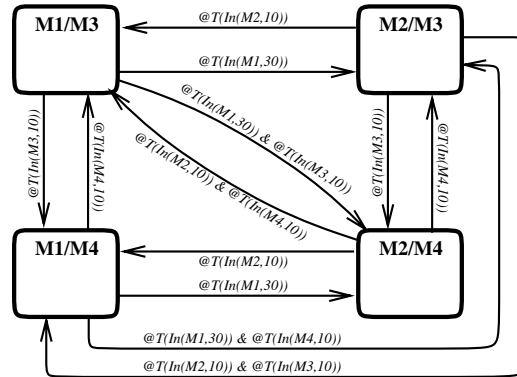 @T(In(M2,10))
M1/M3
M2/M3
@T(In(M1,30))
@T(In(M3,10))
@T(In(M4,10))
@T(In(M1,30)) & @T(In(M3,10))
@T(In(M2,10)) & @T(In(M4,10))
@T(In(M3,10))
@T(In(M4,10))
M1/M4
M2/M4
@T(In(M2,10))
@T(In(M1,30))
@T(In(M1,30)) & @T(In(M4,10))
@T(In(M2,10)) & @T(In(M3,10))